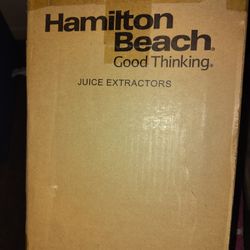 Hamilton
Beach®
Good Thinking®
JUICE EXTRACTORS